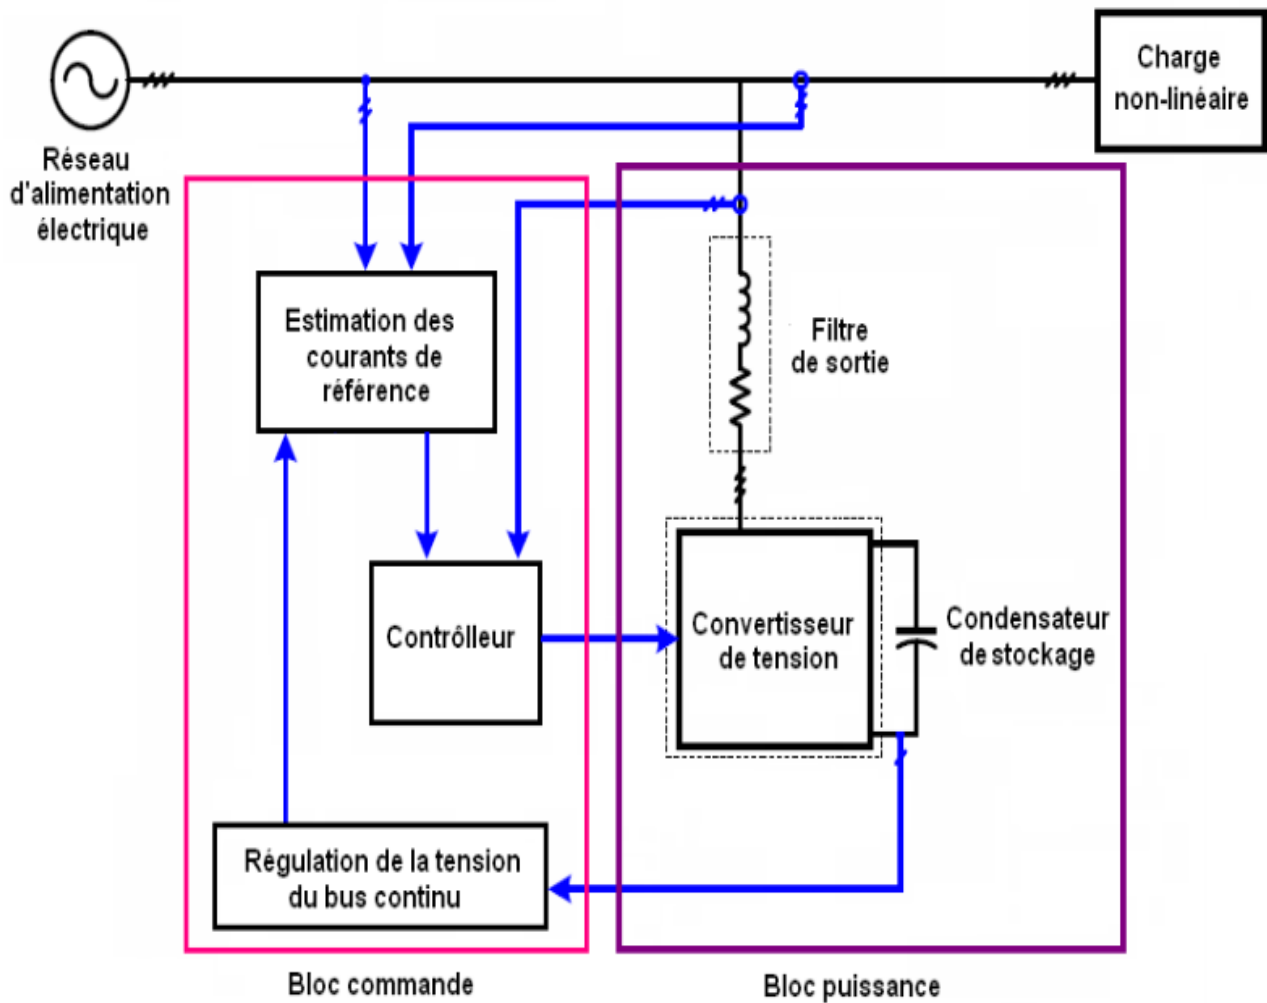 Charge
non-linéaire
Réseau
d'alimentation
électrique
Estimation des
courants de
référence
Filtre
de sortie
Contrôlleur
Convertisseur
de tension
Condensateur
de stockage
Régulation de la tension
du bus continu
Bloc commande
Bloc puissance